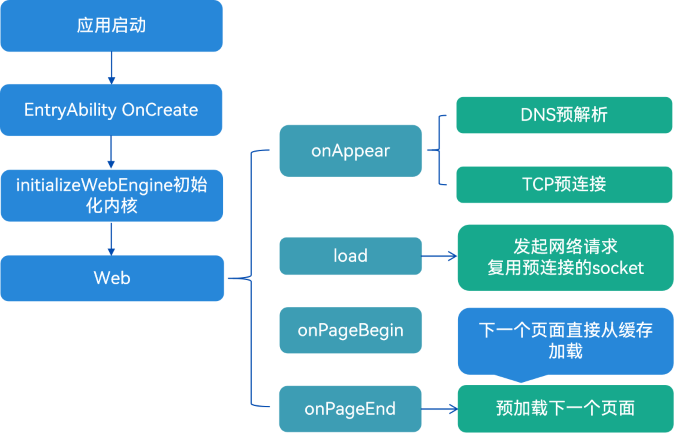 应用启动
EntryAbility OnCreate
initializeWebEngine初始
化内核
Web
onAppear
DNS预解析
TCP预连接
load
发起网络请求
复用预连接的socket
onPageBegin
下一个页面直接从缓存
加载
onPageEnd
预加载下一个页面